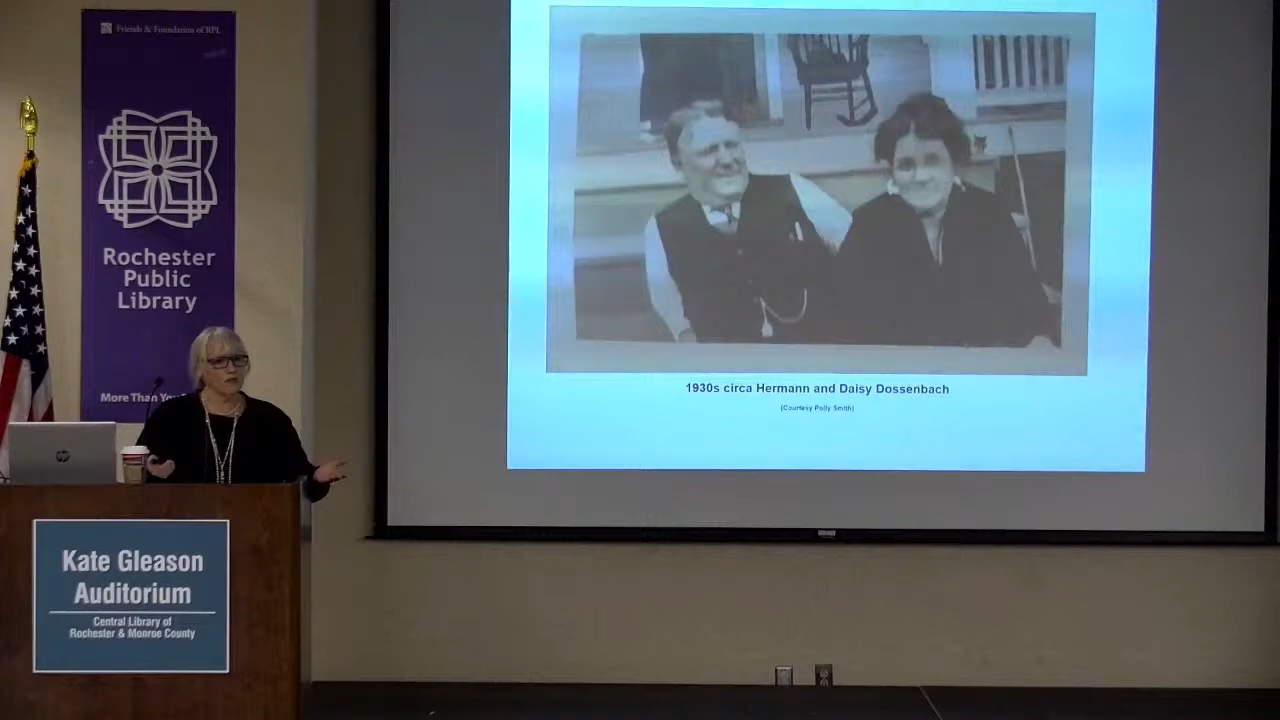 Friends & Foundation of RPL
Rochester
Public
Library
More Than You
hp
Kate Gleason
Auditorium
Central Library of
Rochester & Monroe County
1930s circa Hermann and Daisy Dossenbach
(Courtesy Polly Smith)